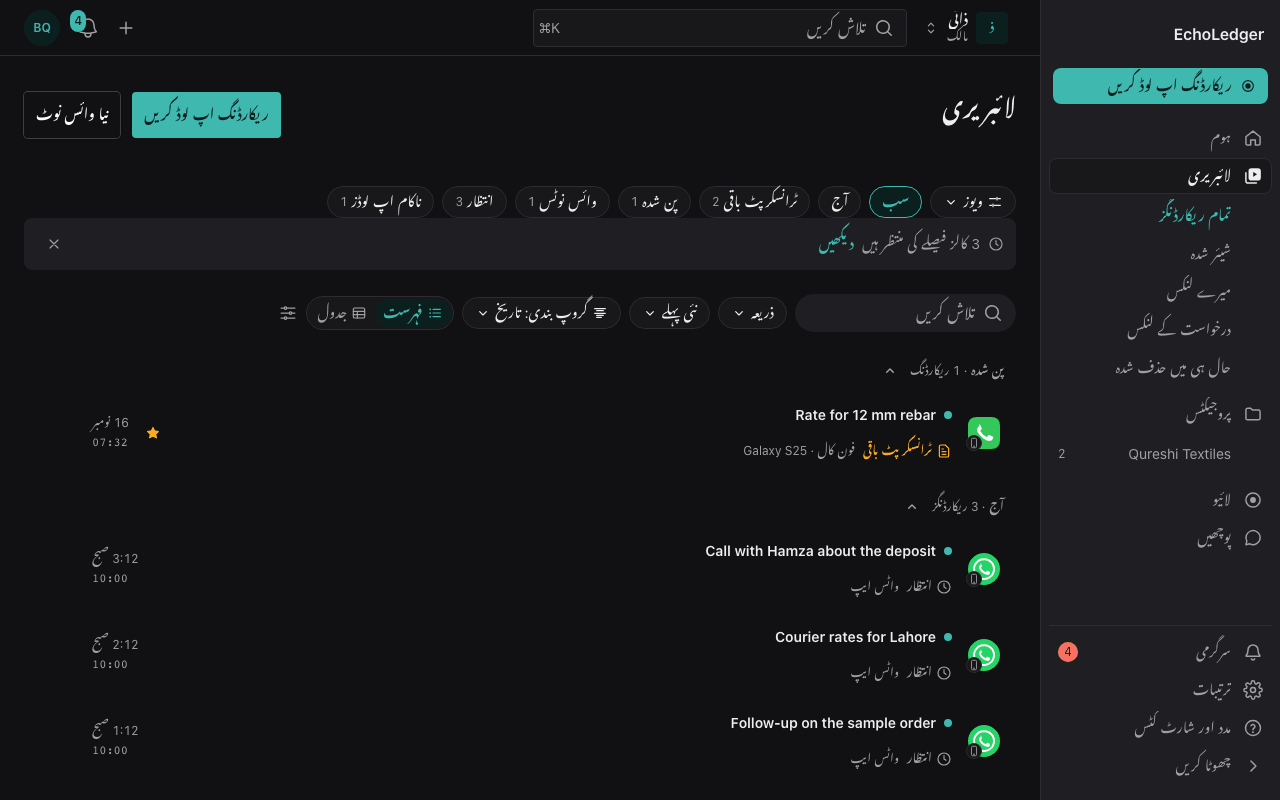 EchoLedger
ریکارڈنگ اپ لوڈ کریں
ہوم
لائبریری
تمام ریکارڈنگز
شیئر شدہ
میرے لنکس
درخواست کے لنکس
حال ہی میں حذف شدہ
پروجیکٹس
Qureshi Textiles 2
لائیو
پوچھیں
سرگرمی 4
ترتیبات
مدد اور شارٹ کٹس
چھوٹا کریں
ذ
ذاتی
مالک
تلاش کریں ⌘K
4
BQ
لائبریری
ریکارڈنگ اپ لوڈ کریں
نیا وائس نوٹ
ویوز
سب
آج
ٹرانسکرپٹ باقی 2
پن شدہ 1
وائس نوٹس 1
انتظار 3
ناکام اپ لوڈز 1
3 کالز فیصلے کی منتظر ہیں دیکھیں
تلاش کریں
ذریعہ
نئی پہلے
گروپ بندی: تاریخ
فہرست
جدول
پن شدہ · 1 ریکارڈنگ
Rate for 12 mm rebar
ٹرانسکرپٹ باقی فون کال · Galaxy S25
16 نومبر
07:32
آج · 3 ریکارڈنگز
Call with Hamza about the deposit
انتظار واٹس ایپ
3:12 صبح
10:00
Courier rates for Lahore
انتظار واٹس ایپ
2:12 صبح
10:00
Follow-up on the sample order
انتظار واٹس ایپ
1:12 صبح
10:00